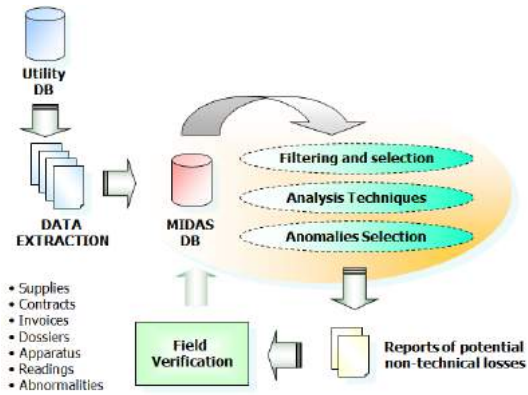 Utility
DB
DATA
EXTRACTION
MIDAS
DB
Filtering and selection
Analysis Techniques
Anomalies Selection
• Supplies
• Contracts
• Invoices
• Dossiers
• Apparatus
• Readings
• Abnormalities
Field
Verification
Reports of potential
non-technical losses